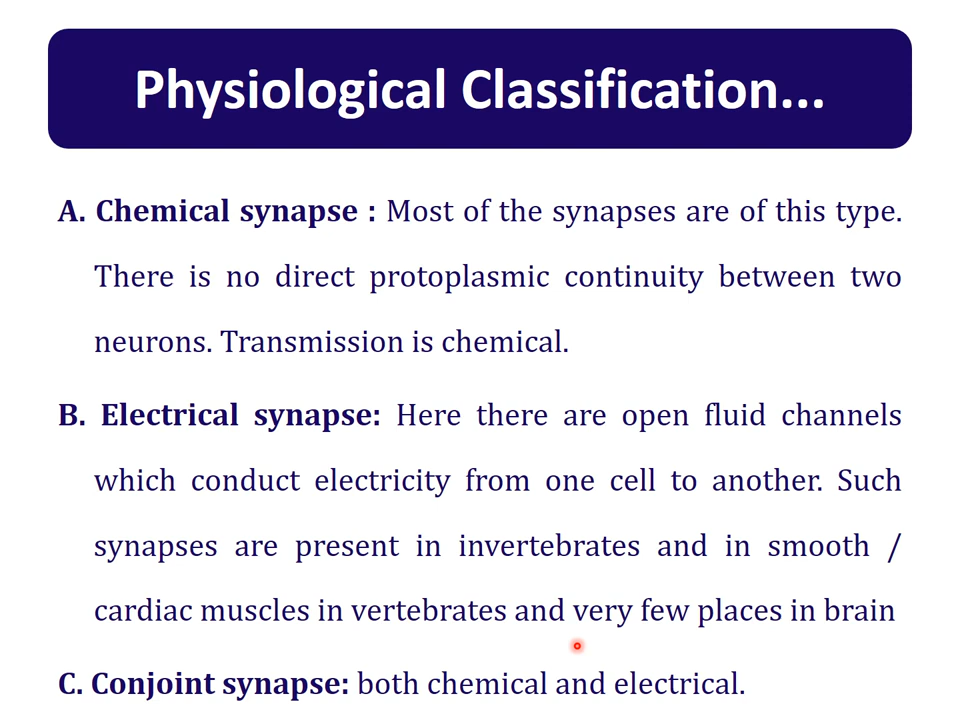 Physiological Classification...
A. Chemical synapse : Most of the synapses are of this type.
There is no direct protoplasmic continuity between two
neurons. Transmission is chemical.
B. Electrical synapse: Here there are open fluid channels
which conduct electricity from one cell to another. Such
synapses are present in invertebrates and in smooth /
cardiac muscles in vertebrates and very few places in brain
C. Conjoint synapse: both chemical and electrical.